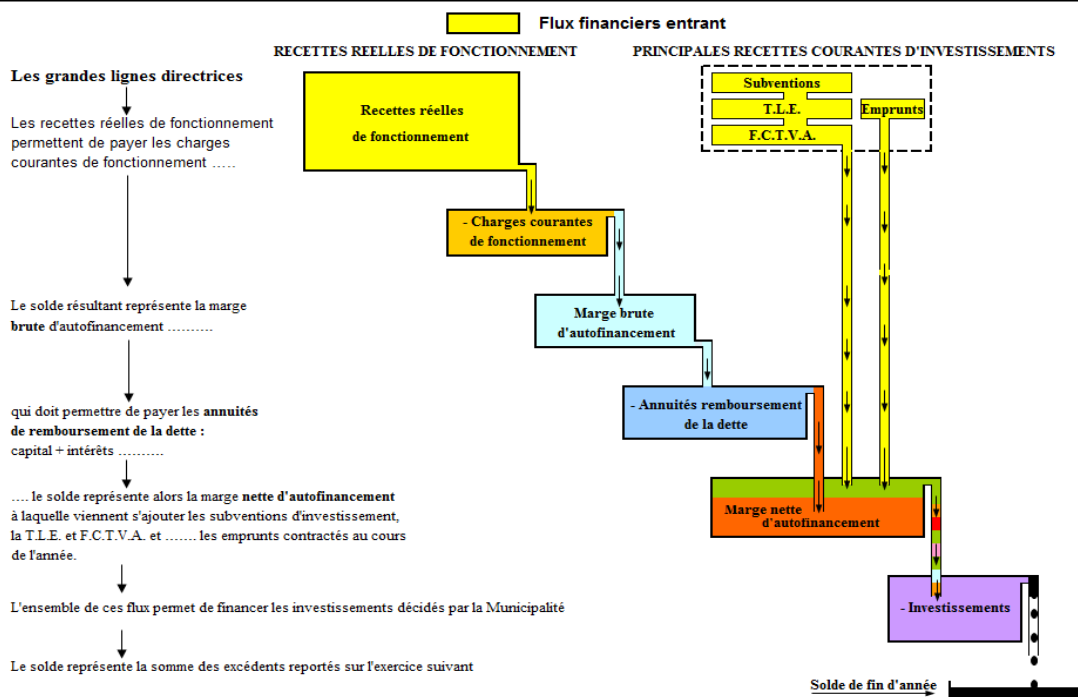 Flux financiers entrant
RECETTES REELLES DE FONCTIONNEMENT
PRINCIPALES RECETTES COURANTES D'INVESTISSEMENTS
Les grandes lignes directrices
Les recettes réelles de fonctionnement
permettent de payer les charges
courantes de fonctionnement .....
Le solde résultant représente la marge
brute d'autofinancement ..........
qui doit permettre de payer les annuités
de remboursement de la dette :
capital + intérêts ..........
.... le solde représente alors la marge nette d'autofinancement
à laquelle viennent s'ajouter les subventions d'investissement,
la T.L.E. et F.C.T.V.A. et ....... les emprunts contractés au cours
de l'année.
L'ensemble de ces flux permet de financer les investissements décidés par la Municipalité
Le solde représente la somme des excédents reportés sur l'exercice suivant
Recettes réelles
de fonctionnement
Subventions
T.L.E.
F.C.T.V.A.
Emprunts
- Charges courantes
de fonctionnement
Marge brute
d'autofinancement
- Annuités remboursement
de la dette
Marge nette
d'autofinancement
- Investissements
Solde de fin d'année